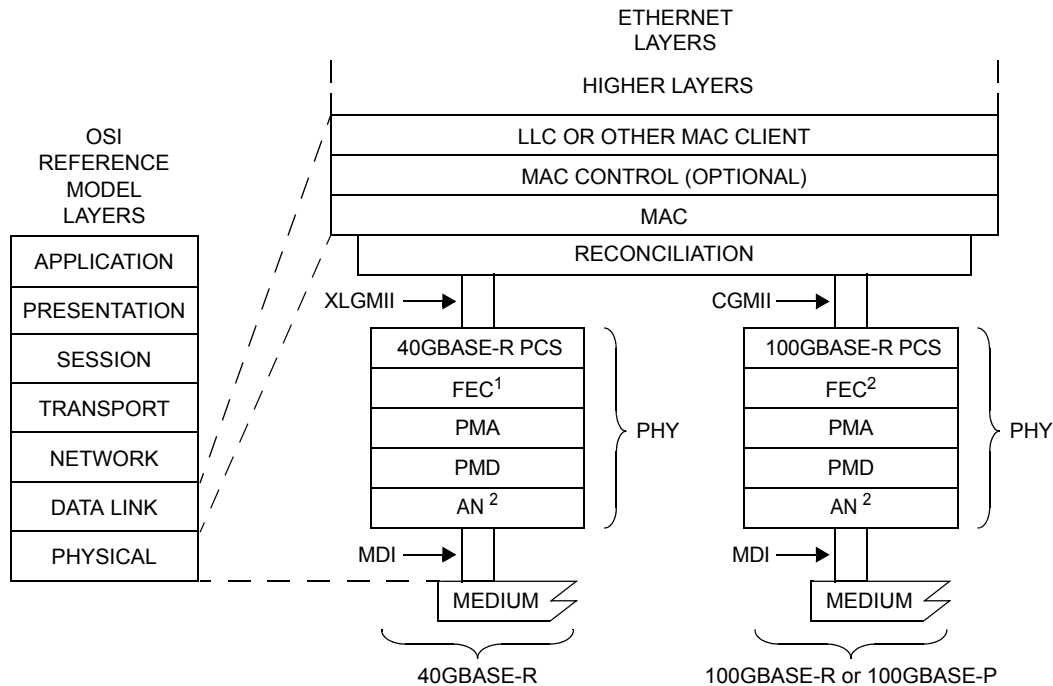 ETHERNET
LAYERS
HIGHER LAYERS
LLC OR OTHER MAC CLIENT
MAC CONTROL (OPTIONAL)
MAC
RECONCILIATION
OSI
REFERENCE
MODEL
LAYERS
APPLICATION
PRESENTATION
SESSION
TRANSPORT
NETWORK
DATA LINK
PHYSICAL
XLGMII
40GBASE-R PCS
FEC¹
PMA
PMD
AN ²
PHY
MDI
MEDIUM
40GBASE-R
CGMII
100GBASE-R PCS
FEC²
PMA
PMD
AN ²
PHY
MDI
MEDIUM
100GBASE-R or 100GBASE-P